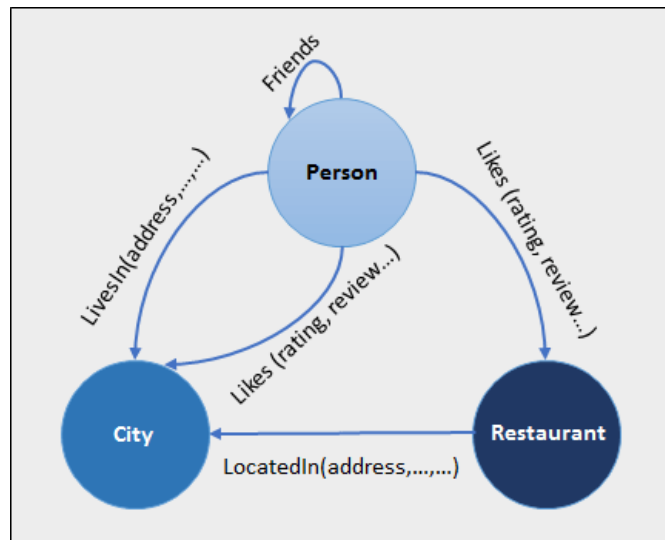 Friends
Person
LivesIn(address,...,...)
Likes (rating, review...)
Likes (rating, review...)
City
Restaurant
LocatedIn(address,...,...)